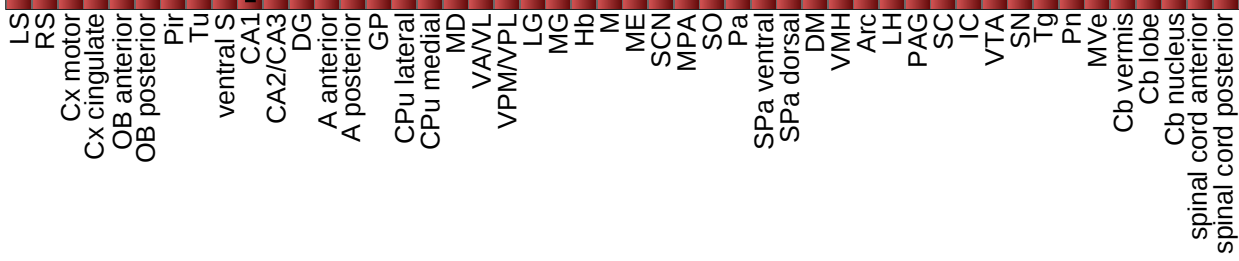 LS
RS
Cx motor
Cx cingulate
OB anterior
OB posterior
Pir
Tu
ventral S
CA1
CA2/CA3
DG
A anterior
A posterior
GP
CPu lateral
CPu medial
MD
VA/VL
VPM/VPL
LG
MG
Hb
M
ME
SCN
MPA
SO
Pa
SPa ventral
SPa dorsal
DM
VMH
Arc
LH
PAG
SC
IC
VTA
SN
Tg
Pn
MVe
Cb vermis
Cb lobe
Cb nucleus
spinal cord anterior
spinal cord posterior